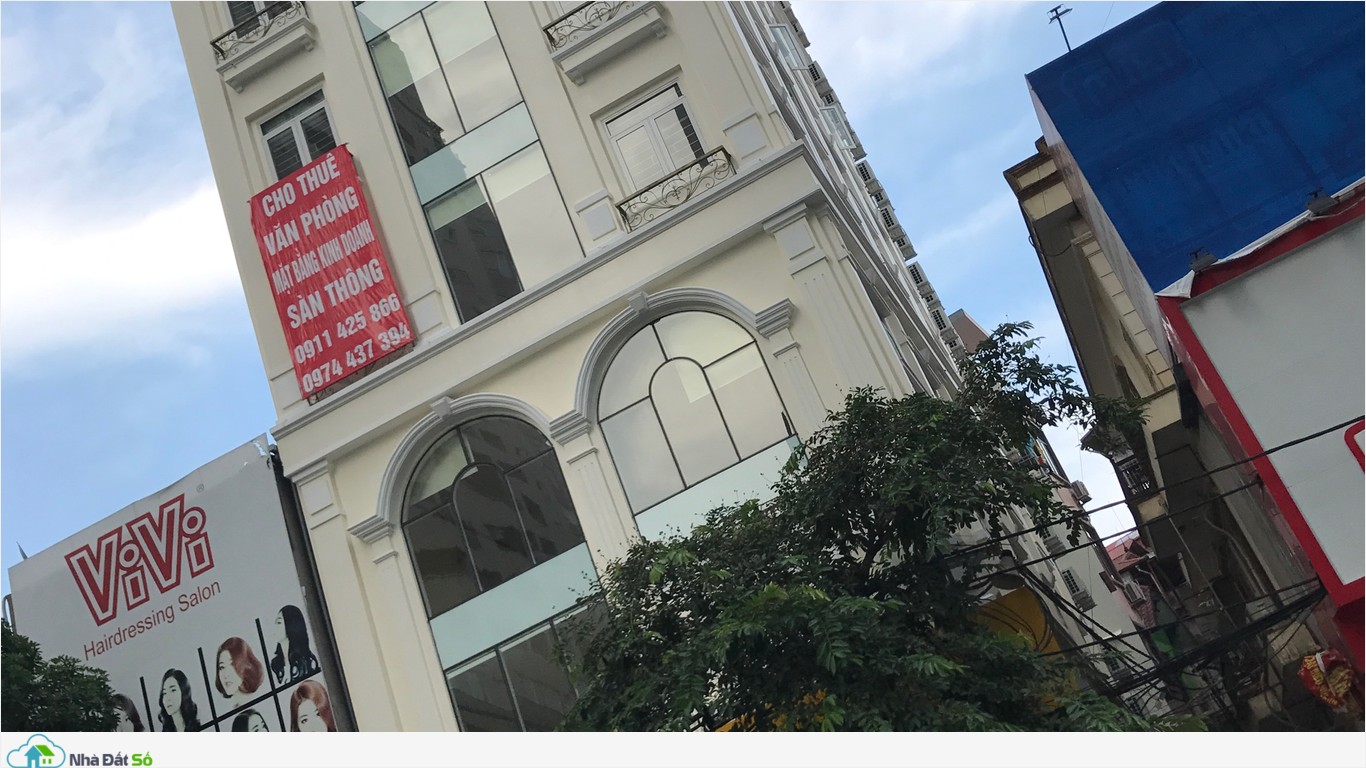 CHO THUÊ
VĂN PHÒNG
MẶT BẰNG KINH DOANH
SÀN THÔNG
0911 425 866
0974 437 394
ViVi
Hairdressing Salon
Nhà Đất Số